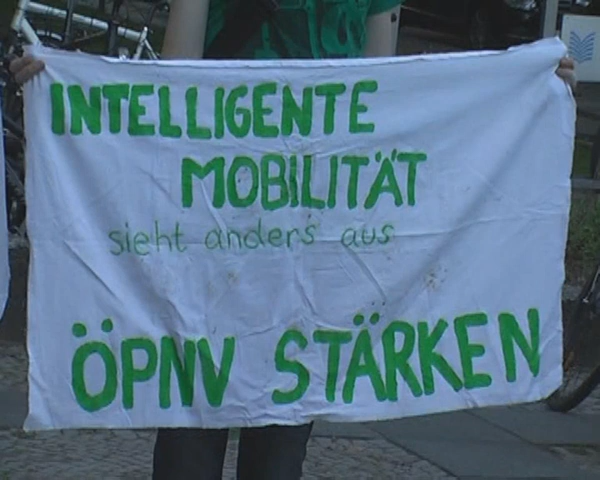 INTELLIGENTE
MOBILITÄT
sieht anders aus
ÖPNV STÄRKEN